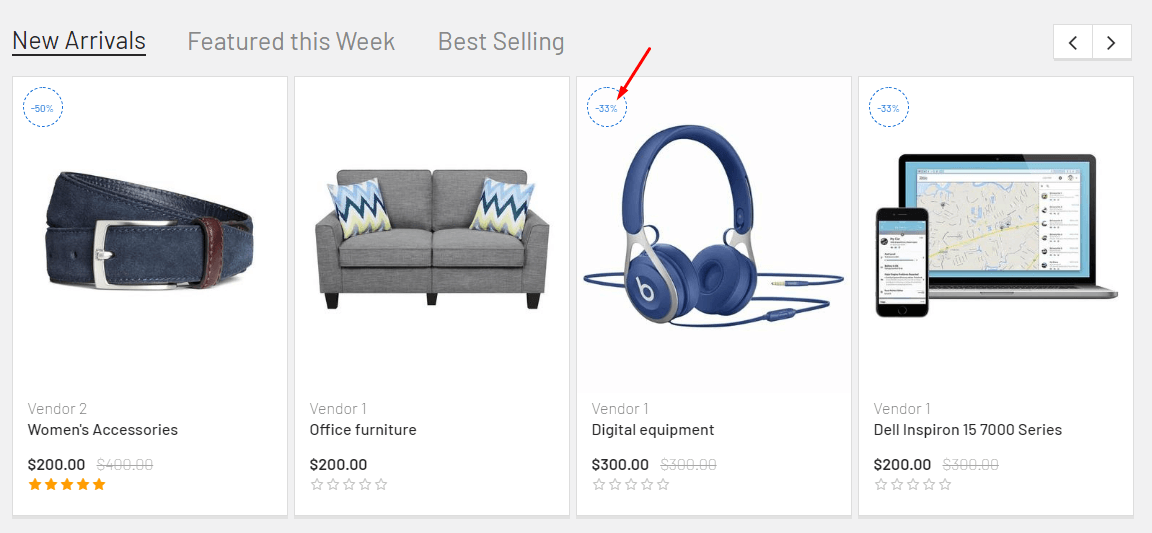 New Arrivals Featured this Week Best Selling
-50%
-33%
-33%
b
Vendor 2
Women's Accessories
$200.00 $400.00
Vendor 1
Office furniture
$200.00
Vendor 1
Digital equipment
$300.00 $300.00
Vendor 1
Dell Inspiron 15 7000 Series
$200.00 $300.00